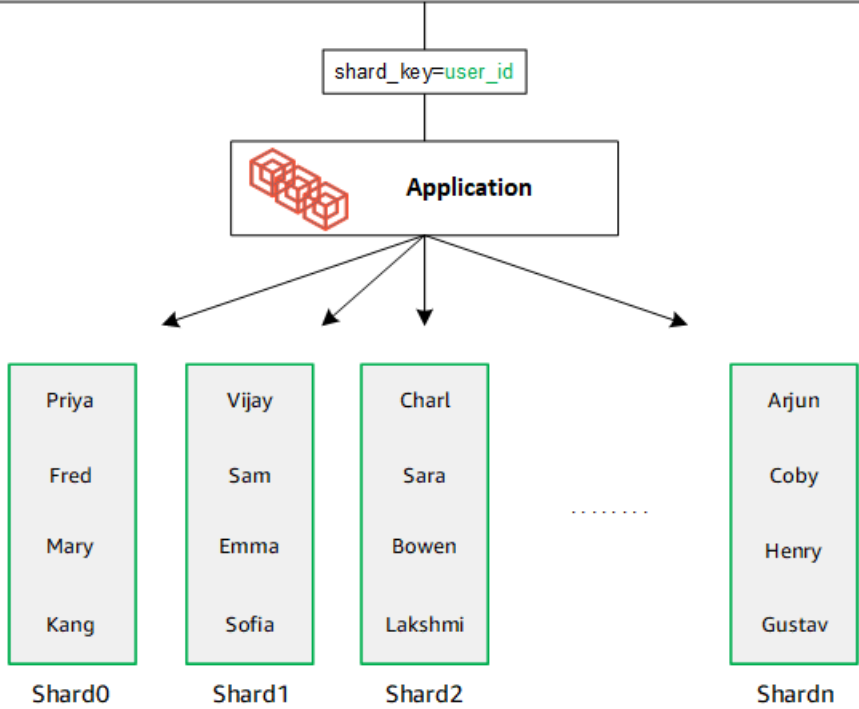 shard_key=user_id
Application
Priya
Fred
Mary
Kang
Shard0
Vijay
Sam
Emma
Sofia
Shard1
Charl
Sara
Bowen
Lakshmi
Shard2
........
Arjun
Coby
Henry
Gustav
Shardn